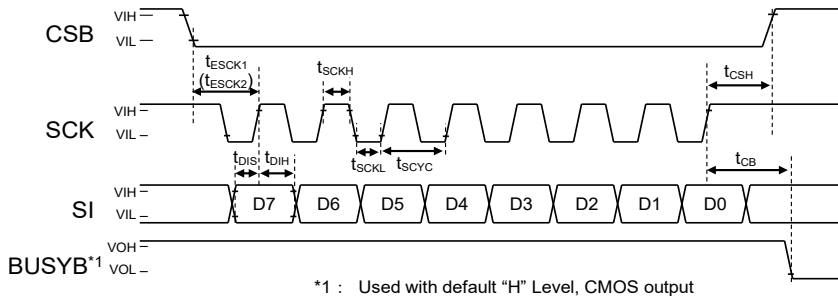 CSB
VIH
VIL
tESCK1
(tESCK2)
tSCKH
tCSH
SCK
VIH
VIL
tDIS
tDIH
tSCKL
tSCYC
tCB
SI
VIH
VIL
D7 D6 D5 D4 D3 D2 D1 D0
BUSYB*1
VOH
VOL
*1 : Used with default “H” Level, CMOS output